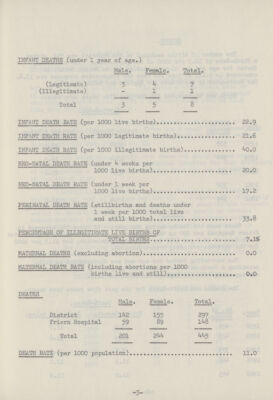 INFANT DEATHS (under 1 year of age.)
Male. Female. Total.
(Legitimate) 3 4 7
(Illegitimate) - 1 1
Total 3 5 8
INFANT DEATH RATE (per 1000 live births)..................... 22.9
INFANT DEATH RATE (per 1000 legitimate births)............... 21.6
INFANT DEATH RATE (per 1000 illegitimate births)............. 40.0
NEO-NATAL DEATH RATE (under 4 weeks per
1000 live births)................... 20.0
NEO-NATAL DEATH RATE (under 1 week per
1000 live births)................... 17.2
PERINATAL DEATH RATE (stillbirths and deaths under
1 week per 1000 total live
and still births)................... 33.8
PERCENTAGE OF ILLEGITIMATE LIVE BIRTHS OF
TOTAL BIRTHS....................... 7.1%
MATERNAL DEATHS (excluding abortion)......................... 0.0
MATERNAL DEATH RATE (including abortions per 1000
births live and still).............. 0.0
DEATHS
Male. Female. Total.
District 142 155 297
Friern Hospital 59 89 148
Total 201 244 445
DEATH RATE (per 1000 population)............................. 11.0
-5-